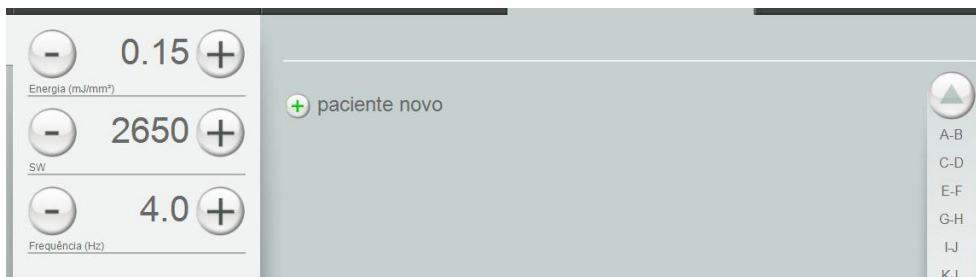 - 0.15 +
Energia (mJ/mm²)
- 2650 +
SW
- 4.0 +
Frequência (Hz)
+ paciente novo
A-B
C-D
E-F
G-H
I-J
K-L